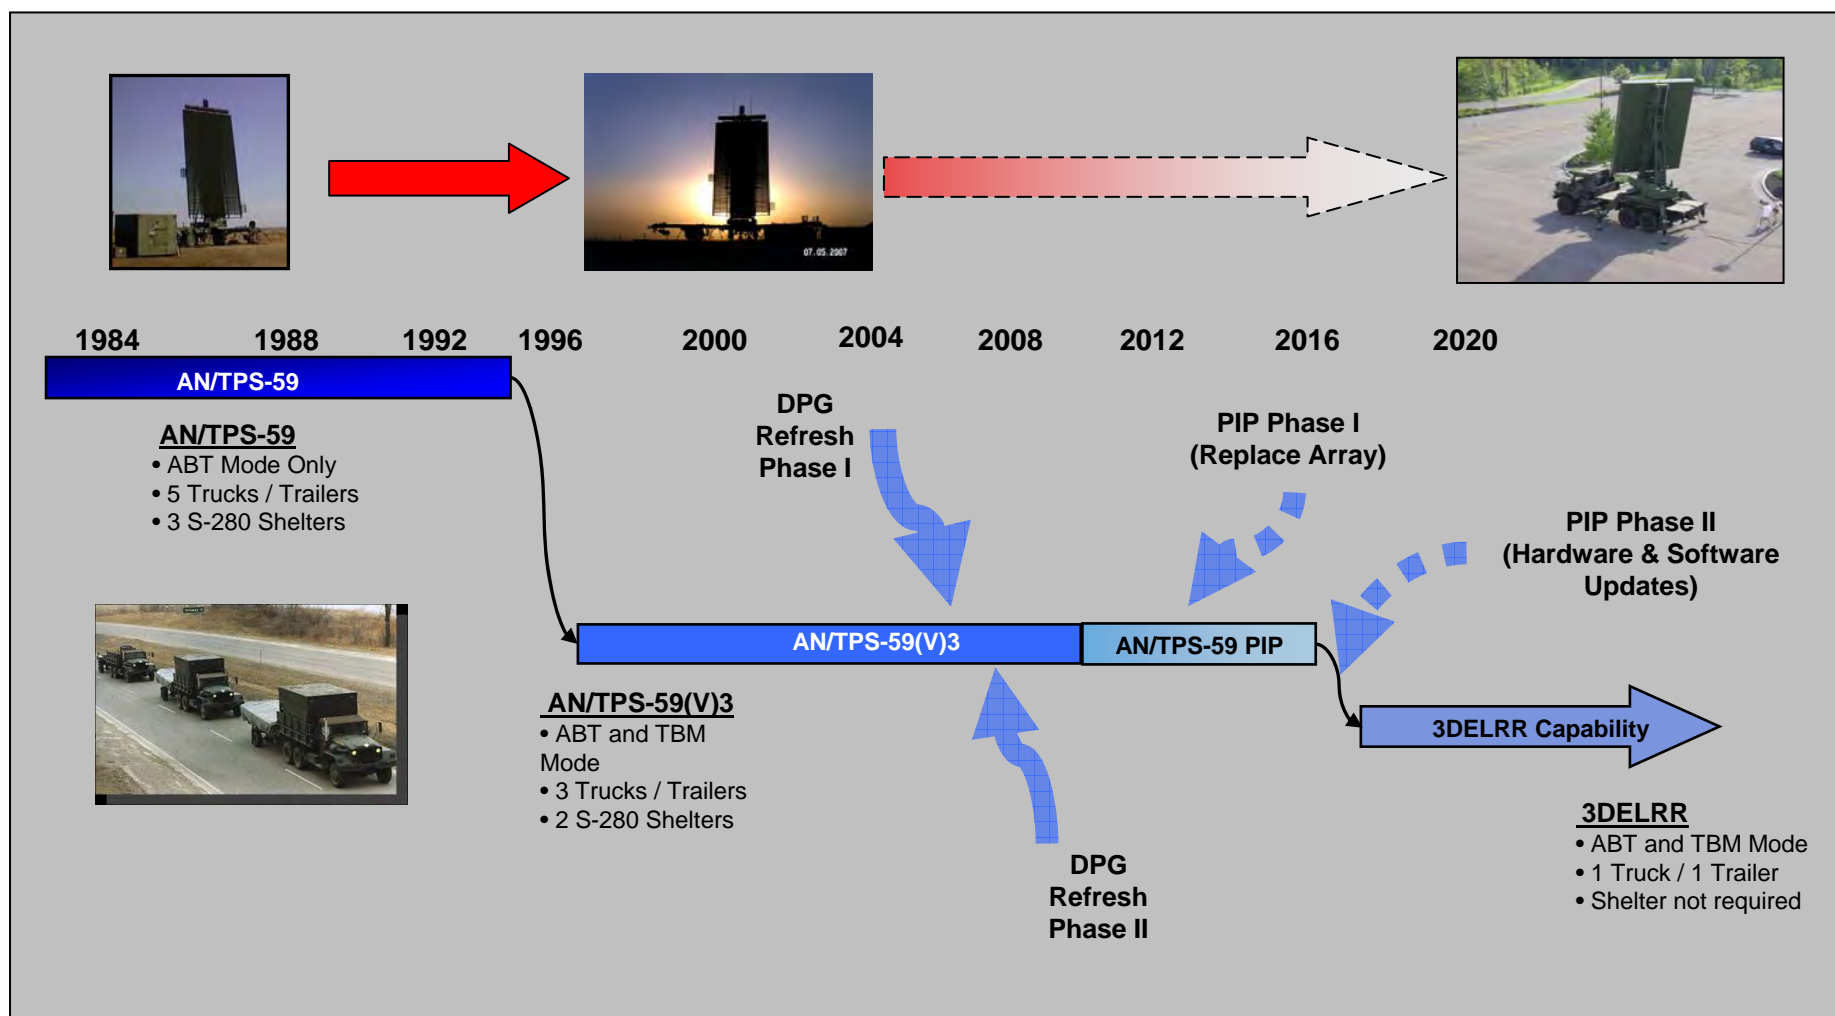 07.05.2007
1984 1988 1992 1996 2000 2004 2008 2012 2016 2020
AN/TPS-59
AN/TPS-59
• ABT Mode Only
• 5 Trucks / Trailers
• 3 S-280 Shelters
DPG
Refresh
Phase I
PIP Phase I
(Replace Array)
PIP Phase II
(Hardware & Software
Updates)
AN/TPS-59(V)3
AN/TPS-59 PIP
AN/TPS-59(V)3
• ABT and TBM
Mode
• 3 Trucks / Trailers
• 2 S-280 Shelters
3DELRR Capability
DPG
Refresh
Phase II
3DELRR
• ABT and TBM Mode
• 1 Truck / 1 Trailer
• Shelter not required